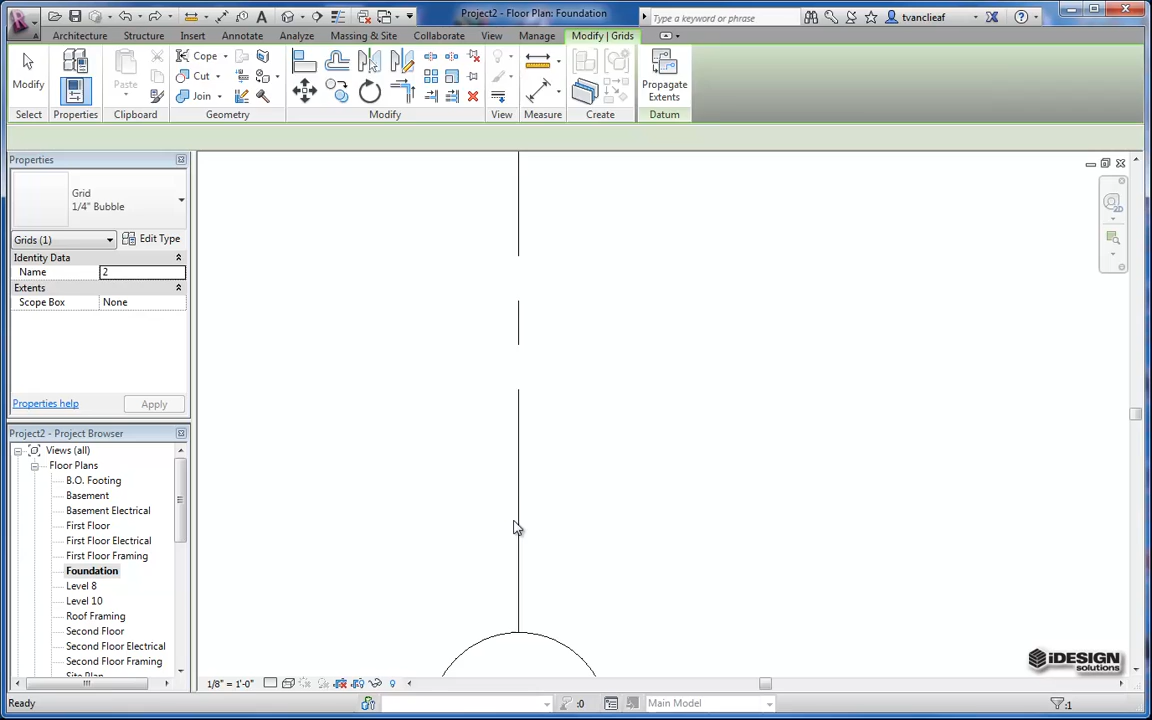 Project2 - Floor Plan: Foundation
Type a keyword or phrase
tvanclieaf
Architecture Structure Insert Annotate Analyze Massing & Site Collaborate View Manage Modify | Grids
Modify
Paste
Cope
Cut
Join
Propagate
Extents
Select Properties Clipboard Geometry Modify View Measure Create Datum
Properties
Grid
1/4" Bubble
Grids (1)
Edit Type
Identity Data
Name 2
Extents
Scope Box None
Properties help
Apply
Project2 - Project Browser
Views (all)
Floor Plans
B.O. Footing
Basement
Basement Electrical
First Floor
First Floor Electrical
First Floor Framing
Foundation
Level 8
Level 10
Roof Framing
Second Floor
Second Floor Electrical
Second Floor Framing
2D
iDESIGN
solutions
1/8" = 1'-0"
Ready
:0
Main Model
:1